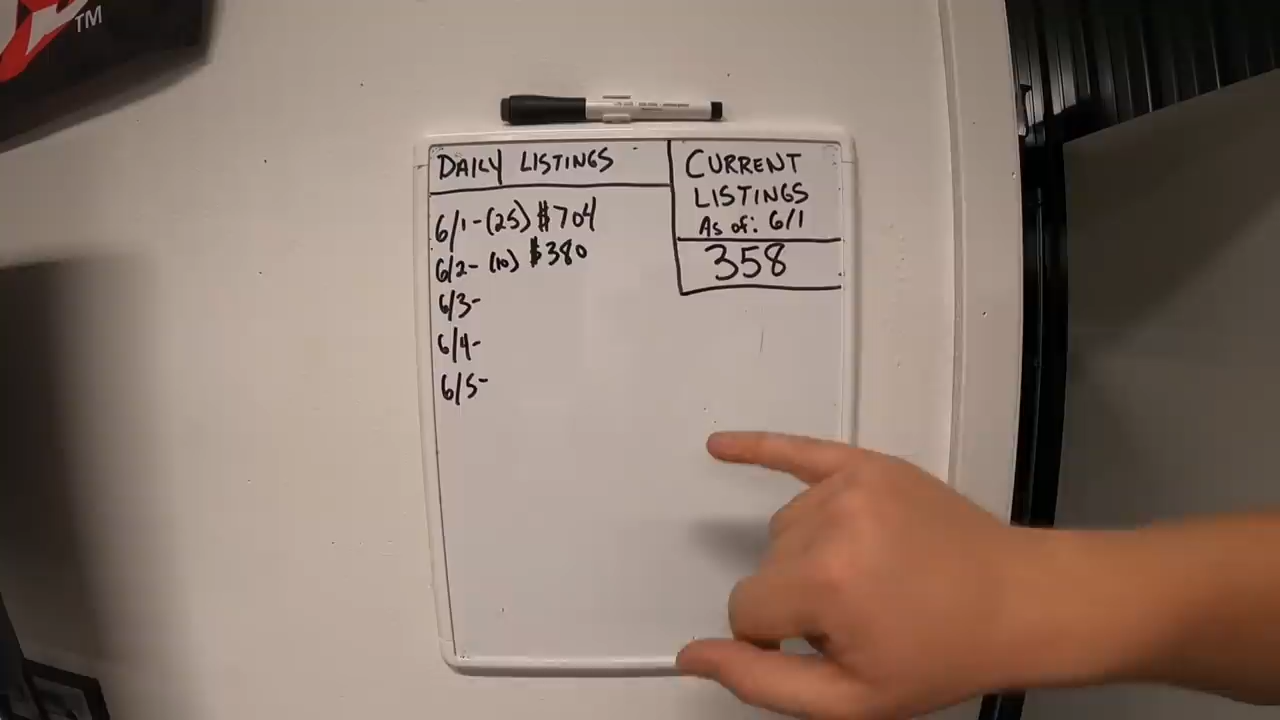 TM
DAILY LISTINGS
6/1-(25) $704
6/2- (10) $380
6/3-
6/4-
6/5-
CURRENT
LISTINGS
As of: 6/1
358